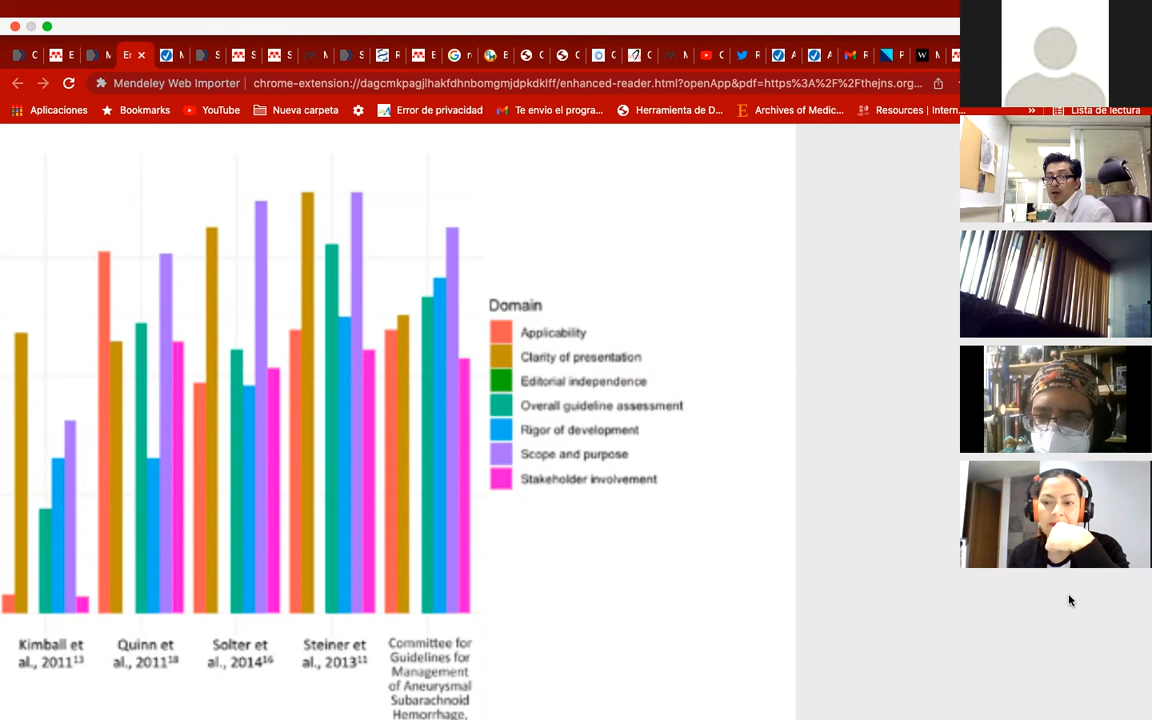 C
E
M
Er
M
S
S
S
M
S
F
E
n
E
C
C
C
C
M
C
T
A
A
M
F
F
M
Mendeley Web Importer
chrome-extension://dagcmkpagjlhakfdhnbomgmjdpkdklff/enhanced-reader.html?openApp&pdf=https%3A%2F%2Fthejns.org...
Aplicaciones
Bookmarks
YouTube
Nueva carpeta
Error de privacidad
Te envio el progra...
Herramienta de D...
Archives of Medic...
Resources | Intern...
»
Lista de lectura
Domain
Applicability
Clarity of presentation
Editorial independence
Overall guideline assessment
Rigor of development
Scope and purpose
Stakeholder involvement
Kimball et
al., 2011¹³
Quinn et
al., 2011¹⁸
Solter et
al., 2014¹⁶
Steiner et
al., 2013¹¹
Committee for
Guidelines for
Management
of Aneurysmal
Subarachnoid
Hemorrhage,